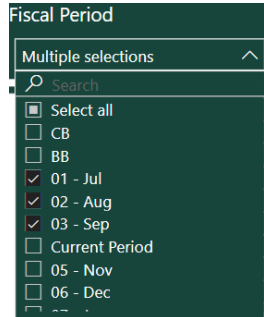 Fiscal Period
Multiple selections
Search
Select all
CB
BB
01 - Jul
02 - Aug
03 - Sep
Current Period
05 - Nov
06 - Dec